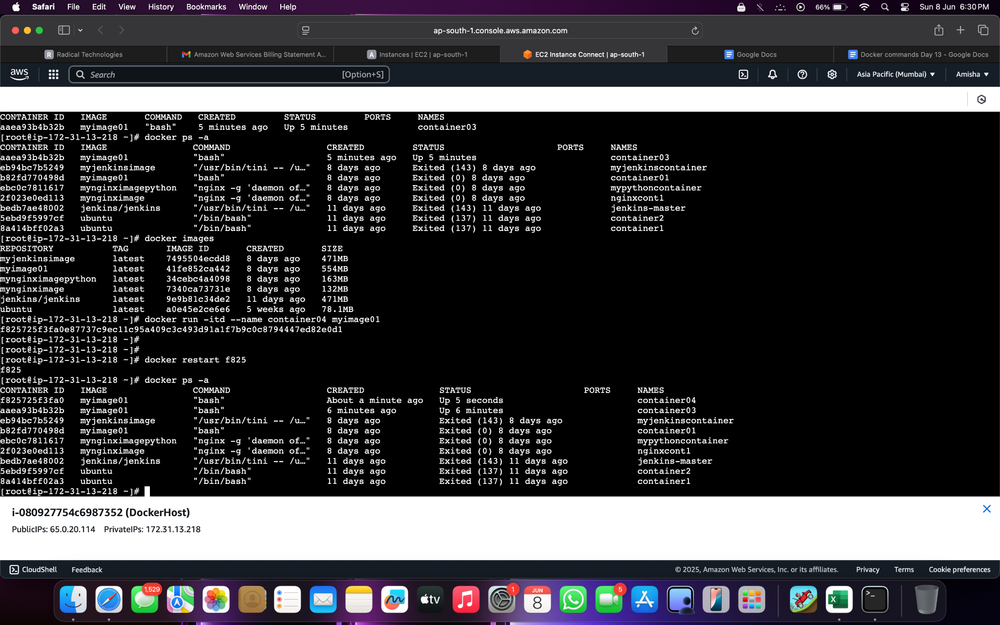 Safari File Edit View History Bookmarks Window Help 66% Sun 8 Jun 6:30 PM
ap-south-1.console.aws.amazon.com
R Radical Technologies Amazon Web Services Billing Statement A... A Instances | EC2 | ap-south-1 EC2 Instance Connect | ap-south-1 Google Docs Docker commands Day 13 - Google Docs
aws Search [Option+S] Asia Pacific (Mumbai) Amisha
CONTAINER ID IMAGE COMMAND CREATED STATUS PORTS NAMES
aaea93b4b32b myimage01 "bash" 5 minutes ago Up 5 minutes container03
[root@ip-172-31-13-218 ~]# docker ps -a
CONTAINER ID IMAGE COMMAND CREATED STATUS PORTS NAMES
aaea93b4b32b myimage01 "bash" 5 minutes ago Up 5 minutes container03
eb94bc7b5249 myjenkinsimage "/usr/bin/tini -- /u…" 8 days ago Exited (143) 8 days ago myjenkinscontainer
b82fd770498d myimage01 "bash" 8 days ago Exited (0) 8 days ago container01
ebc0c7811617 mynginximagepython "nginx -g 'daemon of…" 8 days ago Exited (0) 8 days ago mypythoncontainer
2f023e0ed113 mynginximage "nginx -g 'daemon of…" 8 days ago Exited (0) 8 days ago nginxcont1
bedb7ae48002 jenkins/jenkins "/usr/bin/tini -- /u…" 11 days ago Exited (143) 11 days ago jenkins-master
5ebd9f5997cf ubuntu "/bin/bash" 11 days ago Exited (137) 11 days ago container2
8a414bff02a3 ubuntu "/bin/bash" 11 days ago Exited (137) 11 days ago container1
[root@ip-172-31-13-218 ~]# docker images
REPOSITORY TAG IMAGE ID CREATED SIZE
myjenkinsimage latest 7495504ecdd8 8 days ago 471MB
myimage01 latest 41fe852ca442 8 days ago 554MB
mynginximagepython latest 34cebc4a4098 8 days ago 163MB
mynginximage latest 7340ca73731e 8 days ago 132MB
jenkins/jenkins latest 9e9b81c34de2 11 days ago 471MB
ubuntu latest a0e45e2ce6e6 5 weeks ago 78.1MB
[root@ip-172-31-13-218 ~]# docker run -itd --name container04 myimage01
f825725f3fa0e87737c9ec11c95a409c3c493d91a1f7b9c0c8794447ed82e0d1
[root@ip-172-31-13-218 ~]#
[root@ip-172-31-13-218 ~]#
[root@ip-172-31-13-218 ~]# docker restart f825
f825
[root@ip-172-31-13-218 ~]# docker ps -a
CONTAINER ID IMAGE COMMAND CREATED STATUS PORTS NAMES
f825725f3fa0 myimage01 "bash" About a minute ago Up 5 seconds container04
aaea93b4b32b myimage01 "bash" 6 minutes ago Up 6 minutes container03
eb94bc7b5249 myjenkinsimage "/usr/bin/tini -- /u…" 8 days ago Exited (143) 8 days ago myjenkinscontainer
b82fd770498d myimage01 "bash" 8 days ago Exited (0) 8 days ago container01
ebc0c7811617 mynginximagepython "nginx -g 'daemon of…" 8 days ago Exited (0) 8 days ago mypythoncontainer
2f023e0ed113 mynginximage "nginx -g 'daemon of…" 8 days ago Exited (0) 8 days ago nginxcont1
bedb7ae48002 jenkins/jenkins "/usr/bin/tini -- /u…" 11 days ago Exited (143) 11 days ago jenkins-master
5ebd9f5997cf ubuntu "/bin/bash" 11 days ago Exited (137) 11 days ago container2
8a414bff02a3 ubuntu "/bin/bash" 11 days ago Exited (137) 11 days ago container1
[root@ip-172-31-13-218 ~]#
i-080927754c6987352 (DockerHost)
PublicIPs: 65.0.20.114 PrivateIPs: 172.31.13.218
CloudShell Feedback © 2025, Amazon Web Services, Inc. or its affiliates. Privacy Terms Cookie preferences
1,529 tv 1 JUN 8 5 X >_